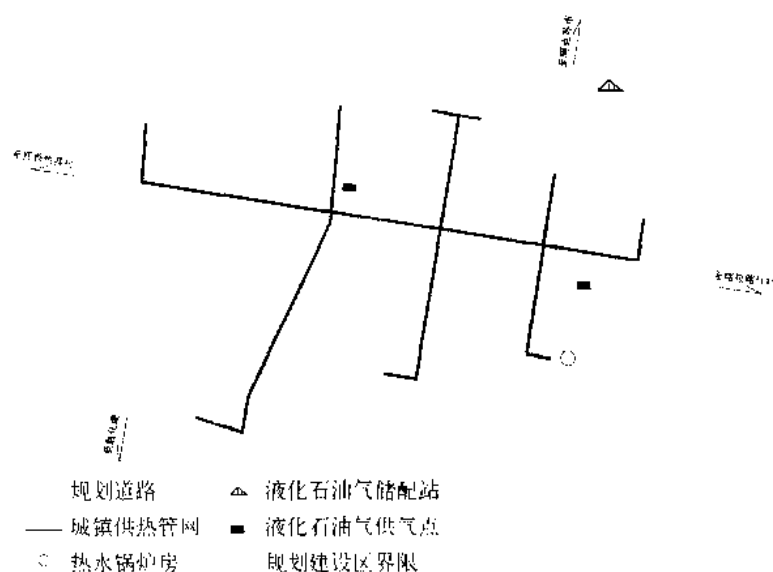 规划道路
液化石油气储配站
城镇供热管网
液化石油气供气点
热水锅炉房
规划建设区界限